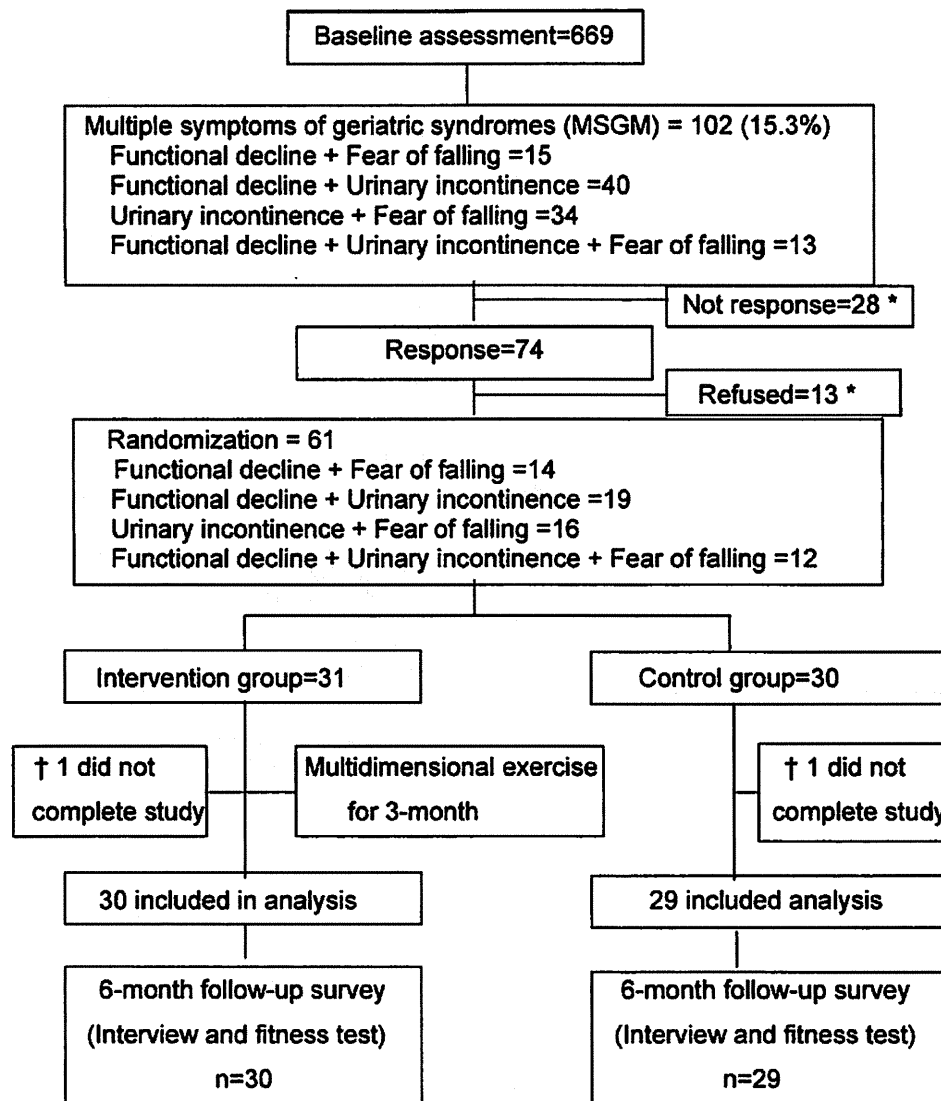 Baseline assessment=669
Multiple symptoms of geriatric syndromes (MSGM) = 102 (15.3%)
Functional decline + Fear of falling =15
Functional decline + Urinary incontinence =40
Urinary incontinence + Fear of falling =34
Functional decline + Urinary incontinence + Fear of falling =13
Not response=28 *
Response=74
Refused=13 *
Randomization = 61
Functional decline + Fear of falling =14
Functional decline + Urinary incontinence =19
Urinary incontinence + Fear of falling =16
Functional decline + Urinary incontinence + Fear of falling =12
Intervention group=31
Control group=30
† 1 did not
complete study
Multidimensional exercise
for 3-month
† 1 did not
complete study
30 included in analysis
29 included analysis
6-month follow-up survey
(Interview and fitness test)
n=30
6-month follow-up survey
(Interview and fitness test)
n=29